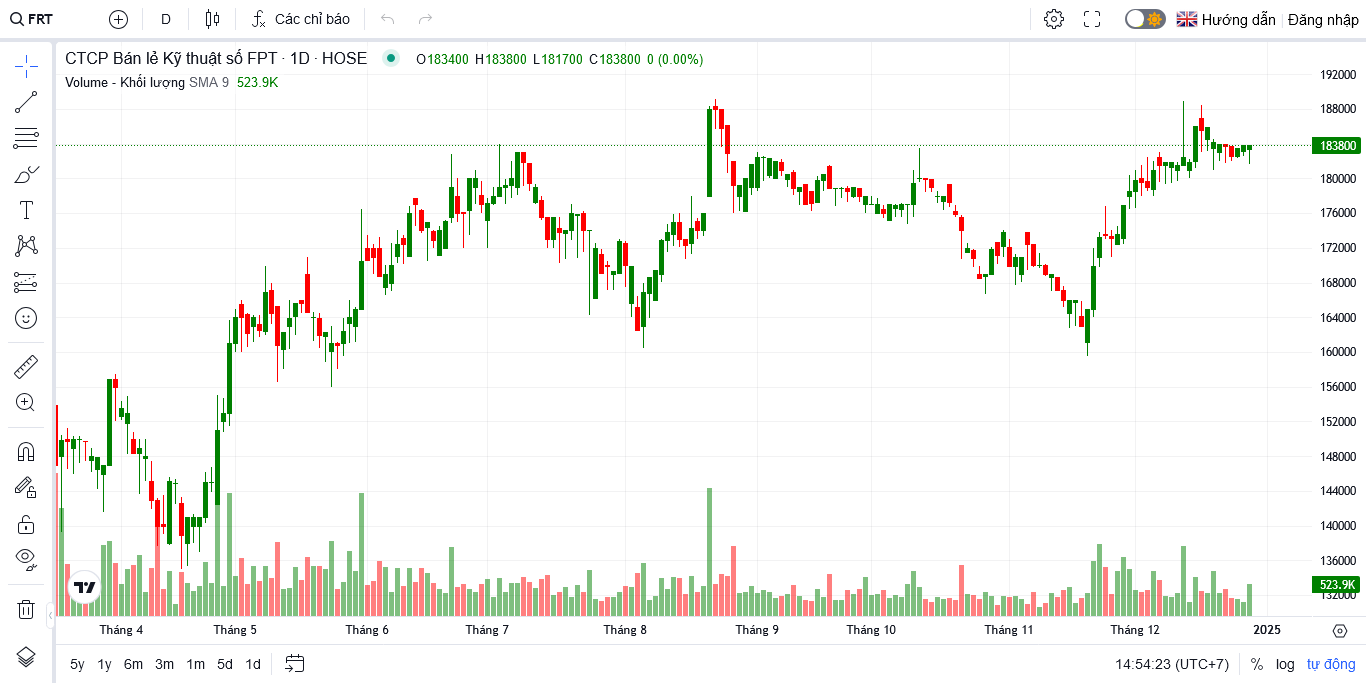 FRT D Các chỉ báo Hướng dẫn Đăng nhập
CTCP Bán lẻ Kỹ thuật số FPT · 1D · HOSE O183400 H183800 L181700 C183800 0 (0.00%)
Volume - Khối lượng SMA 9 523.9K
192000
188000
183800
180000
176000
172000
168000
164000
160000
156000
152000
148000
144000
140000
136000
523.9K
132000
Tháng 4 Tháng 5 Tháng 6 Tháng 7 Tháng 8 Tháng 9 Tháng 10 Tháng 11 Tháng 12 2025
5y 1y 6m 3m 1m 5d 1d 14:54:23 (UTC+7) % log tự động